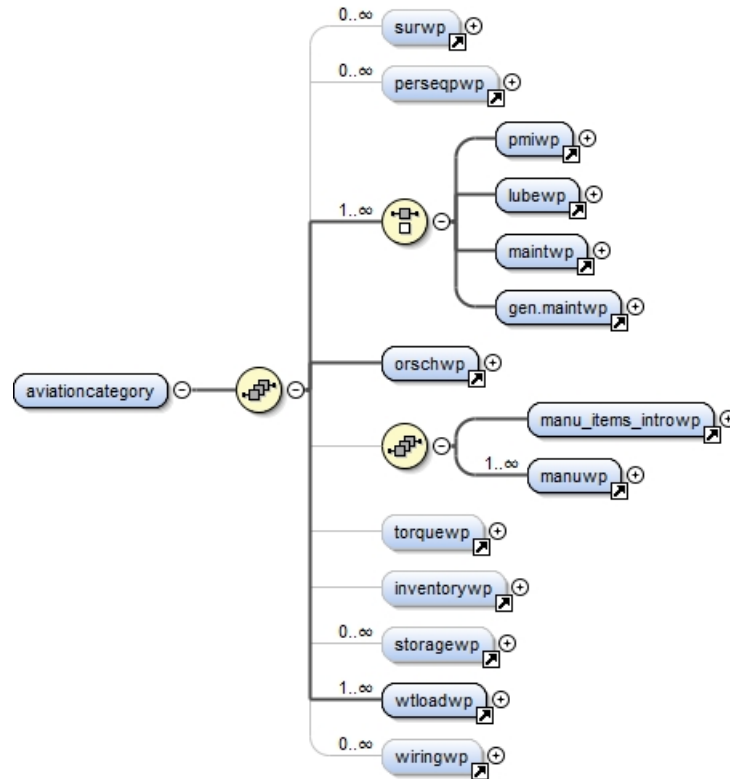 0..∞ surwp
0..∞ perseqpwp
pmiwp
lubewp
1..∞
maintwp
gen.maintwp
orschwp
aviationcategory
manu_items_introwp
1..∞ manuwp
torquewp
inventorywp
0..∞ storagewp
1..∞ wtloadwp
0..∞ wiringwp